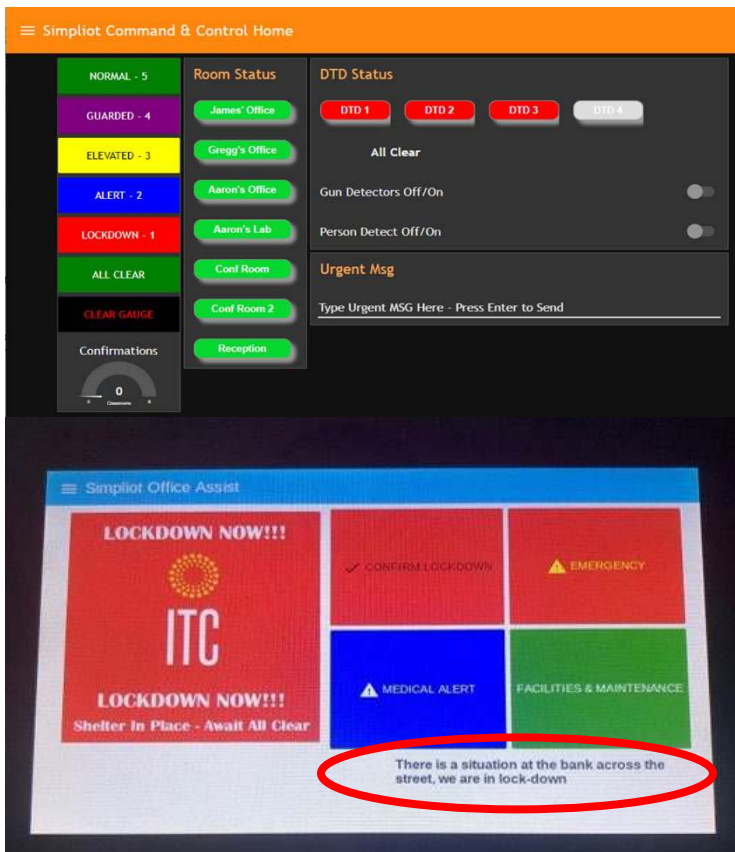 Simpliot Command & Control Home
NORMAL - 5
GUARDED - 4
ELEVATED - 3
ALERT - 2
LOCKDOWN - 1
ALL CLEAR
CLEAR GAUGE
Confirmations
0
0
Room Status
James' Office
Gregg's Office
Aaron's Office
Aaron's Lab
Conf Room
Conf Room 2
Reception
DTD Status
DTD 1 DTD 2 DTD 3 DTD 4
All Clear
Gun Detectors Off/On
Person Detect Off/On
Urgent Msg
Type Urgent MSG Here - Press Enter to Send
Simpliot Office Assist
LOCKDOWN NOW!!!
ITC
LOCKDOWN NOW!!!
Shelter In Place - Await All Clear
CONFIRM LOCKDOWN
EMERGENCY
MEDICAL ALERT
FACILITIES & MAINTENANCE
There is a situation at the bank across the
street, we are in lock-down